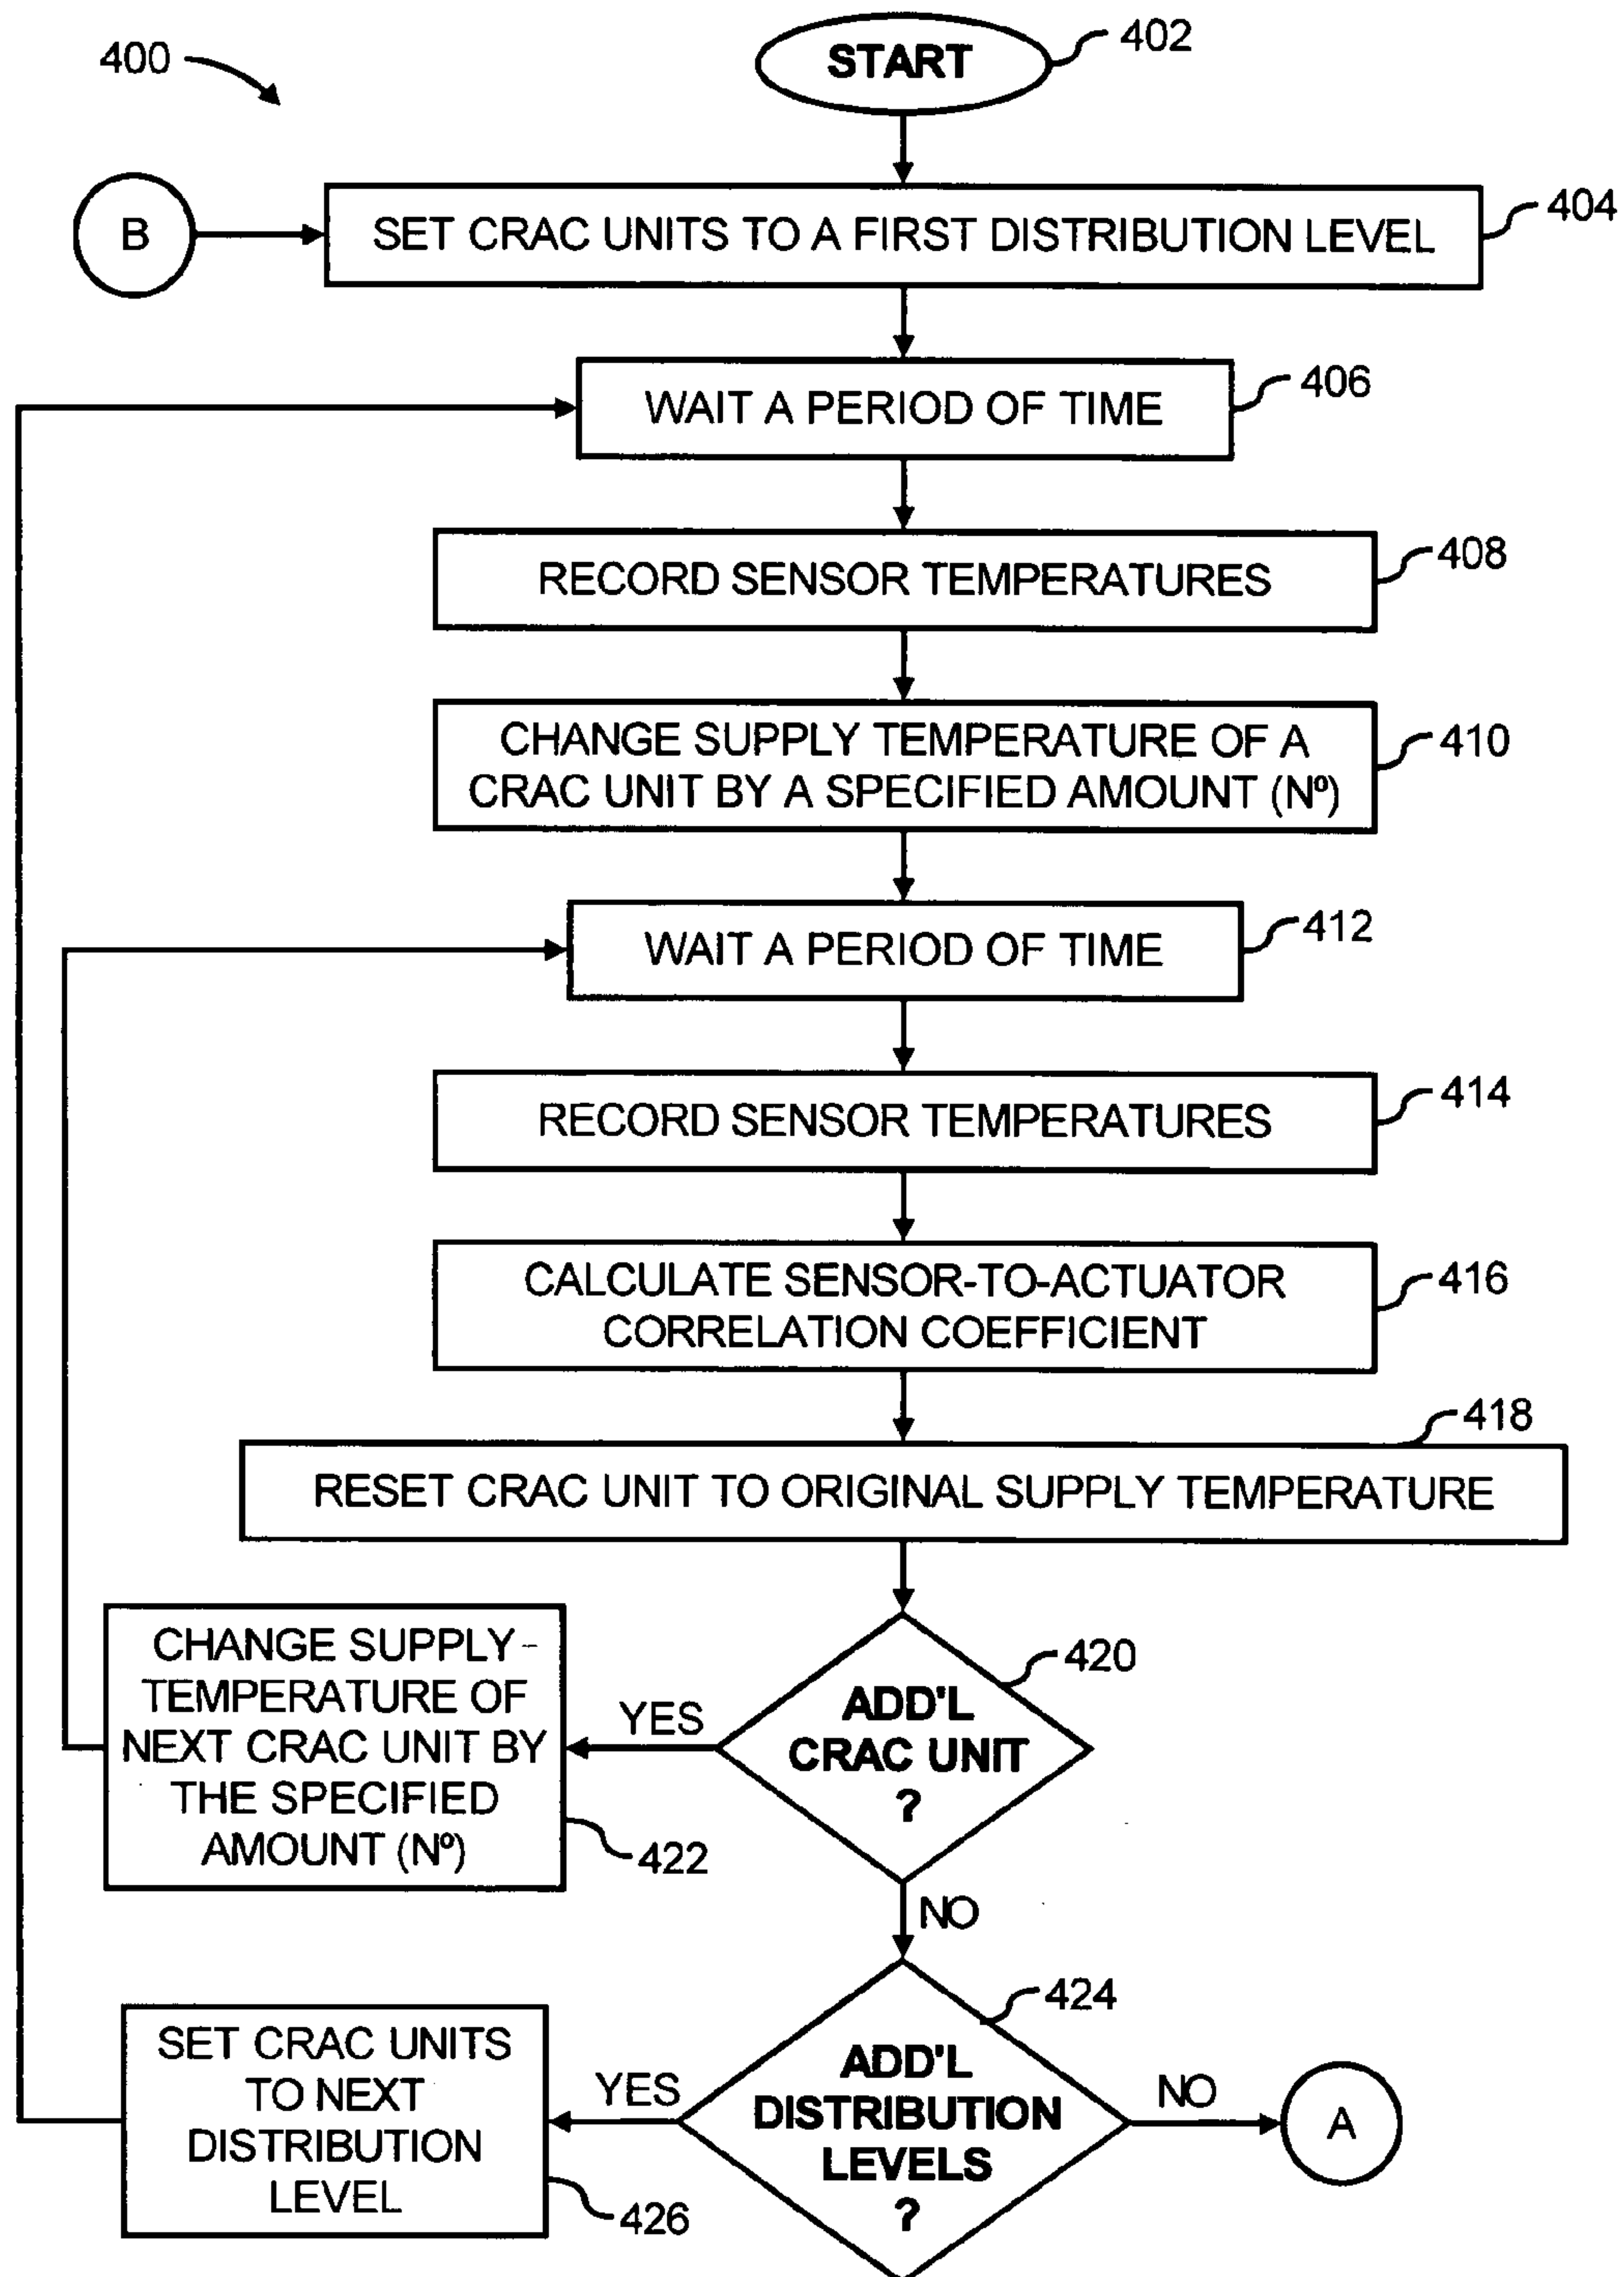 400
START
402
B
SET CRAC UNITS TO A FIRST DISTRIBUTION LEVEL
404
WAIT A PERIOD OF TIME
406
RECORD SENSOR TEMPERATURES
408
CHANGE SUPPLY TEMPERATURE OF A
CRAC UNIT BY A SPECIFIED AMOUNT (Nº)
410
WAIT A PERIOD OF TIME
412
RECORD SENSOR TEMPERATURES
414
CALCULATE SENSOR-TO-ACTUATOR
CORRELATION COEFFICIENT
416
418
RESET CRAC UNIT TO ORIGINAL SUPPLY TEMPERATURE
420
ADD'L
CRAC UNIT
?
YES
CHANGE SUPPLY-
TEMPERATURE OF
NEXT CRAC UNIT BY
THE SPECIFIED
AMOUNT (Nº)
422
NO
424
ADD'L
DISTRIBUTION
LEVELS
?
YES
SET CRAC UNITS
TO NEXT
DISTRIBUTION
LEVEL
426
NO
A